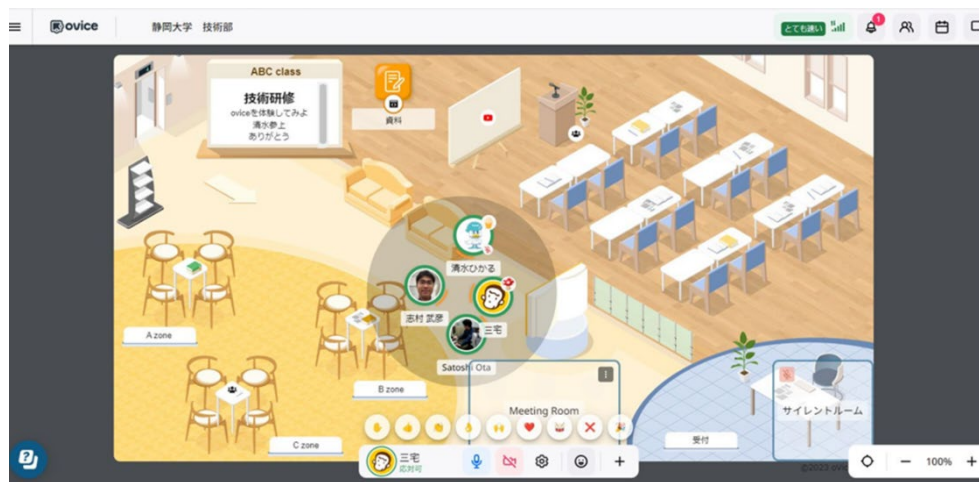 ovice
静岡大学 技術部
とても速い
1
ABC class
技術研修
oviceを体験してみよ
清水参上
ありがとう
資料
清水ひかる
志村 武彦
三宅
Satoshi Ota
A zone
B zone
C zone
Meeting Room
サイレントルーム
受付
三宅
応対可
100%
©2023 ovic